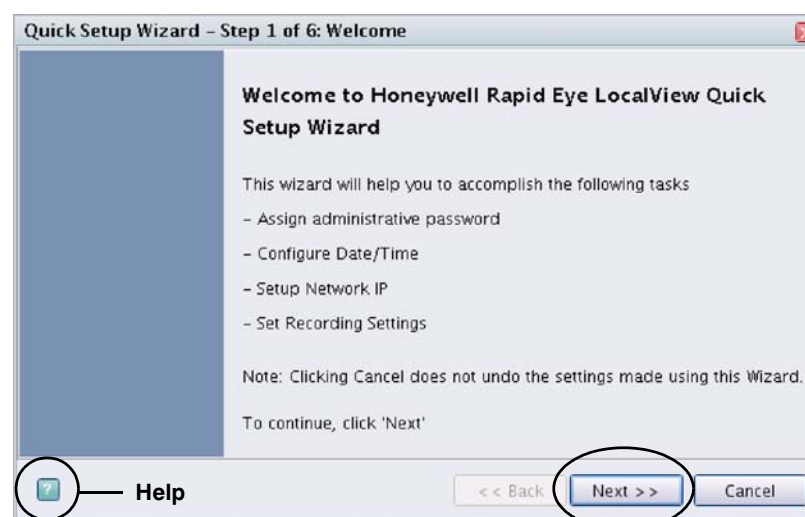 Quick Setup Wizard – Step 1 of 6: Welcome
Welcome to Honeywell Rapid Eye LocalView Quick
Setup Wizard
This wizard will help you to accomplish the following tasks
– Assign administrative password
– Configure Date/Time
– Setup Network IP
– Set Recording Settings
Note: Clicking Cancel does not undo the settings made using this Wizard.
To continue, click 'Next'
?
Help
<< Back
Next >>
Cancel